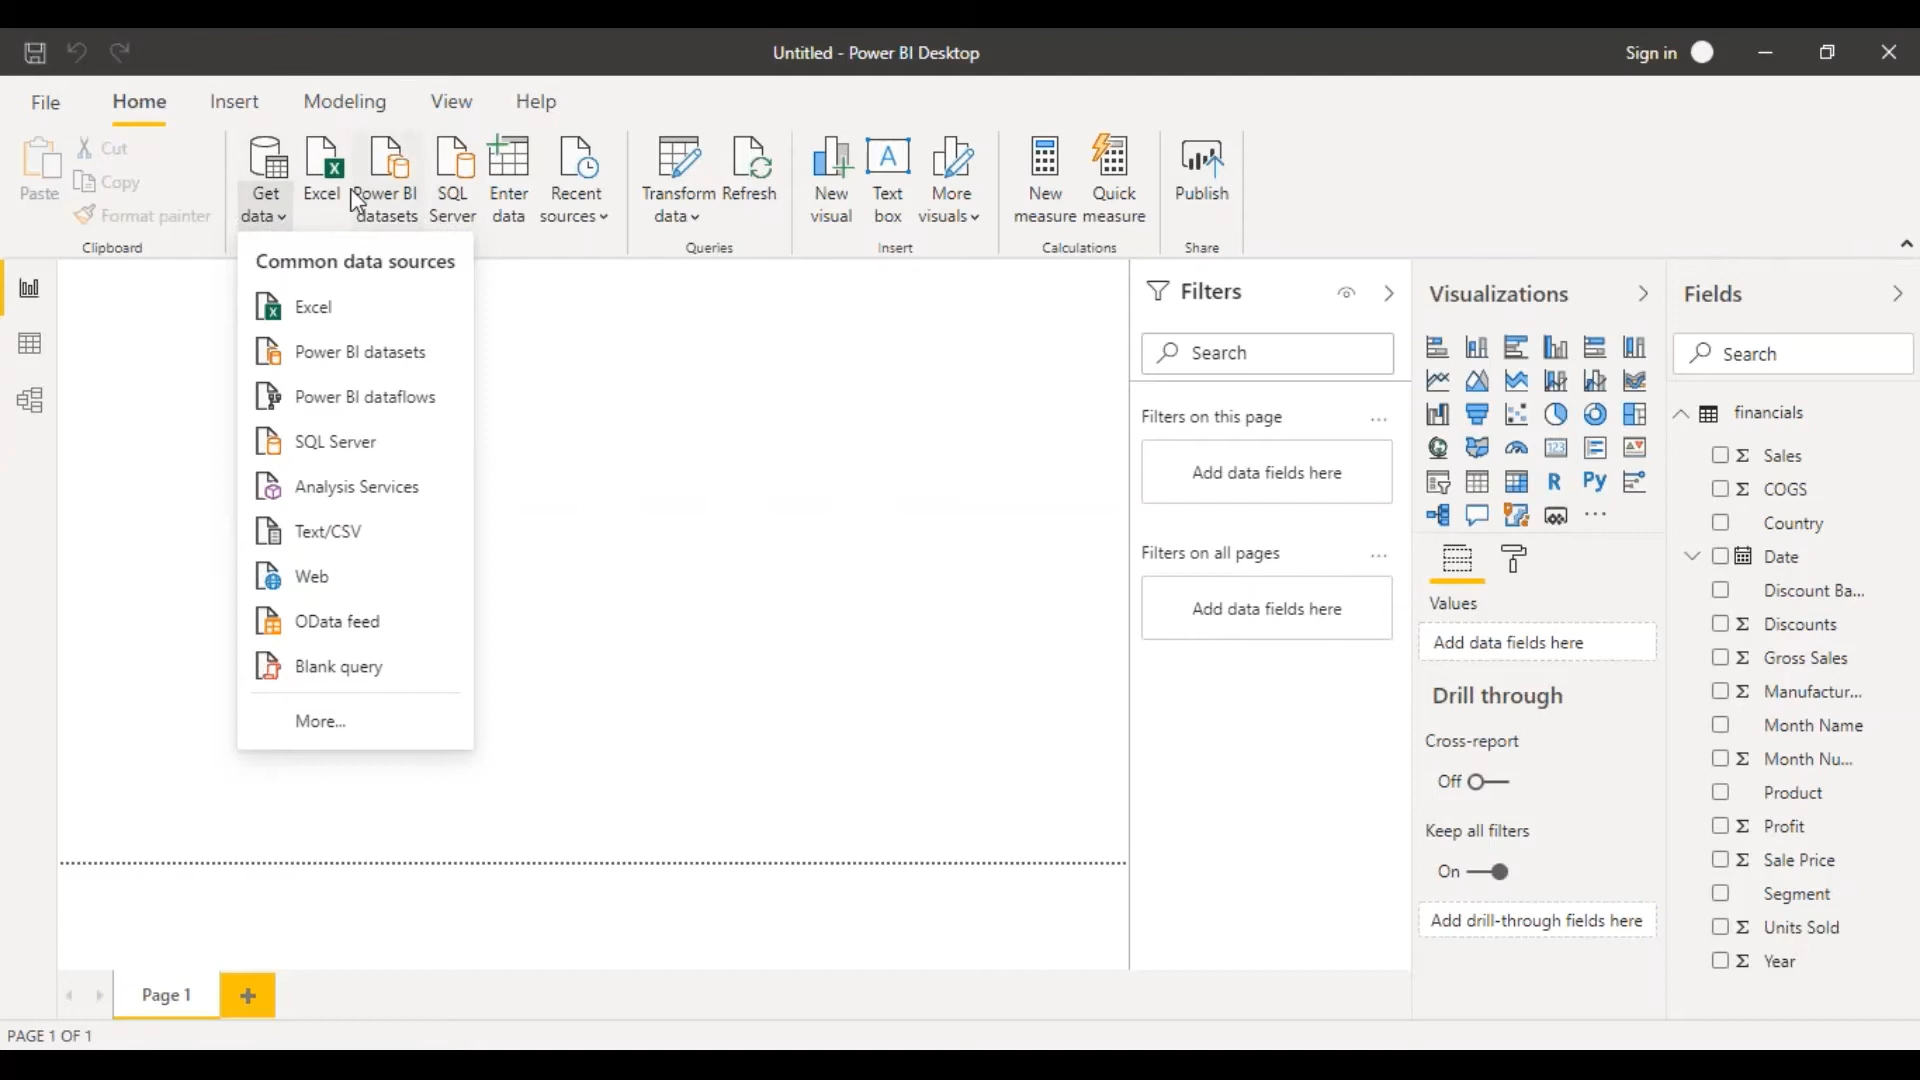 Untitled - Power BI Desktop
Sign in
File
Home
Insert
Modeling
View
Help
Paste
Cut
Copy
Format painter
Clipboard
Get
data
Excel
Power BI
datasets
SQL
Server
Enter
data
Recent
sources
Transform
data
Refresh
Queries
New
visual
Text
box
More
visuals
Insert
New
measure
Quick
measure
Calculations
Publish
Share
Common data sources
Excel
Power BI datasets
Power BI dataflows
SQL Server
Analysis Services
Text/CSV
Web
OData feed
Blank query
More...
Filters
Search
Filters on this page
...
Add data fields here
Filters on all pages
...
Add data fields here
Visualizations
123
R
Py
...
Values
Add data fields here
Drill through
Cross-report
Off
Keep all filters
On
Add drill-through fields here
Fields
Search
financials
Σ Sales
Σ COGS
Country
Date
Discount Ba...
Σ Discounts
Σ Gross Sales
Σ Manufactur...
Month Name
Σ Month Nu...
Product
Σ Profit
Σ Sale Price
Segment
Σ Units Sold
Σ Year
Page 1
PAGE 1 OF 1